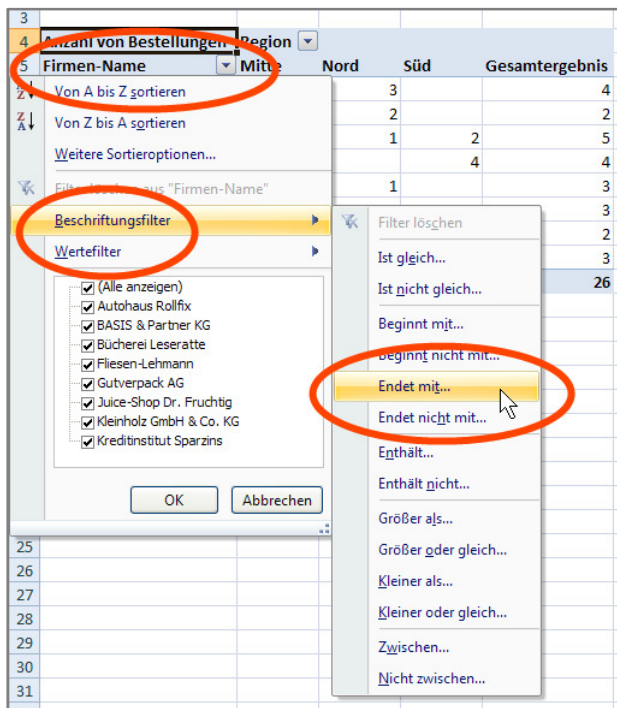 3
4 Anzahl von Bestellungen Region
5 Firmen-Name Mitte Nord Süd Gesamtergebnis
Von A bis Z sortieren 3 4
Von Z bis A sortieren 2 2
1 2 5
Weitere Sortieroptionen... 4 4
Filter löschen aus "Firmen-Name" 1 3
Beschriftungsfilter 3
Wertefilter 2
3
26
(Alle anzeigen)
Autohaus Rollfix
BASIS & Partner KG
Bücherei Leseratte
Fliesen-Lehmann
Gutverpack AG
Juice-Shop Dr. Fruchtig
Kleinholz GmbH & Co. KG
Kreditinstitut Sparzins
OK Abbrechen
Filter löschen
Ist gleich...
Ist nicht gleich...
Beginnt mit...
Beginnt nicht mit...
Endet mit...
Endet nicht mit...
Enthält...
Enthält nicht...
Größer als...
Größer oder gleich...
Kleiner als...
Kleiner oder gleich...
Zwischen...
Nicht zwischen...
25
26
27
28
29
30
31